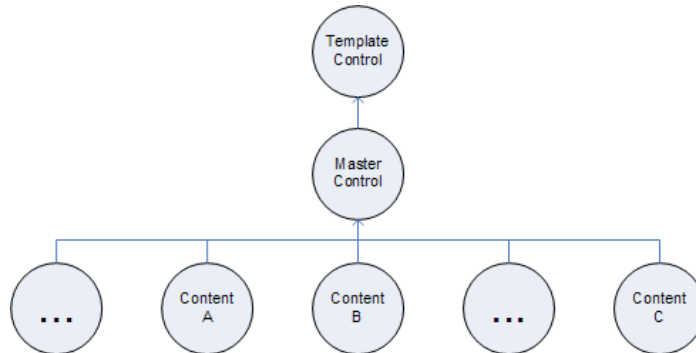 Template
Control
Master
Control
...
Content
A
Content
B
...
Content
C